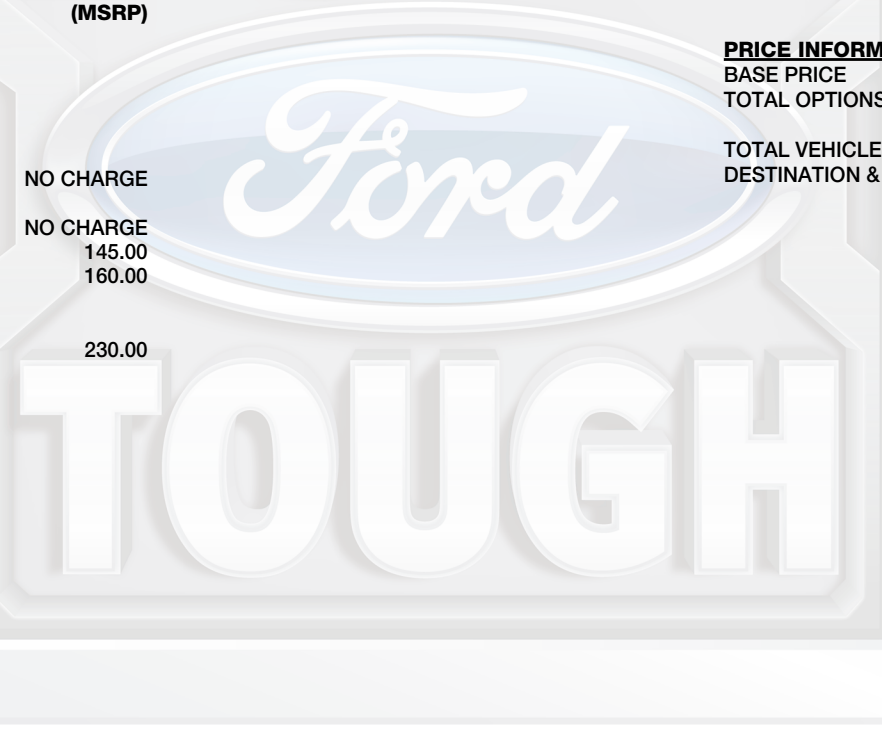 (MSRP)
NO CHARGE
NO CHARGE
145.00
160.00
230.00
PRICE INFORM
BASE PRICE
TOTAL OPTIONS
TOTAL VEHICLE
DESTINATION &
Ford
TOUGH